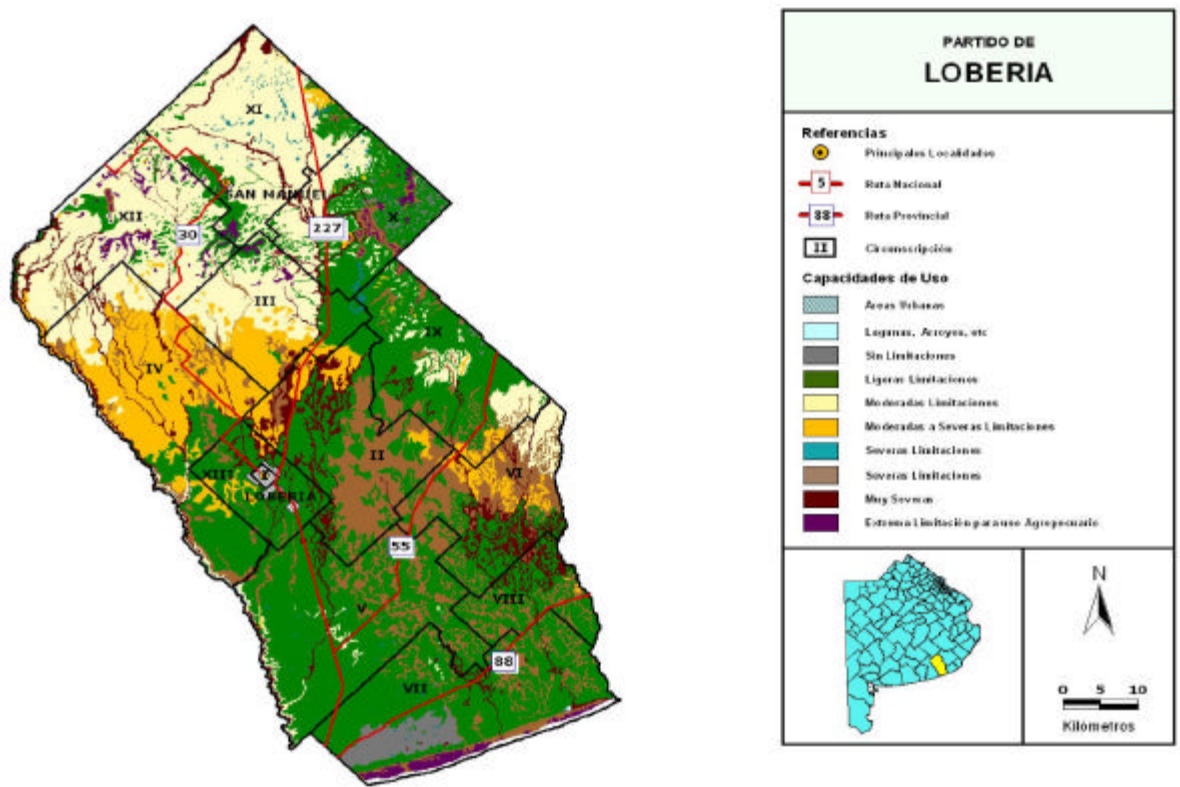 XI
SAN MANUEL
XII
X
227
30
III
IX
IV
II
XIII
VI
I
LOBERIA
55
VIII
V
88
VII
PARTIDO DE
LOBERIA
Referencias
Principales Localidades
5
Ruta Nacional
88
Ruta Provincial
II
Circunscripción
Capacidades de Uso
Areas Urbanas
Lagunas, Arroyos, etc
Sin Limitaciones
Ligeras Limitaciones
Moderadas Limitaciones
Moderadas a Severas Limitaciones
Severas Limitaciones
Severas Limitaciones
Muy Severas
Extrema Limitación para uso Agropecuario
N
0 5 10
Kilómetros